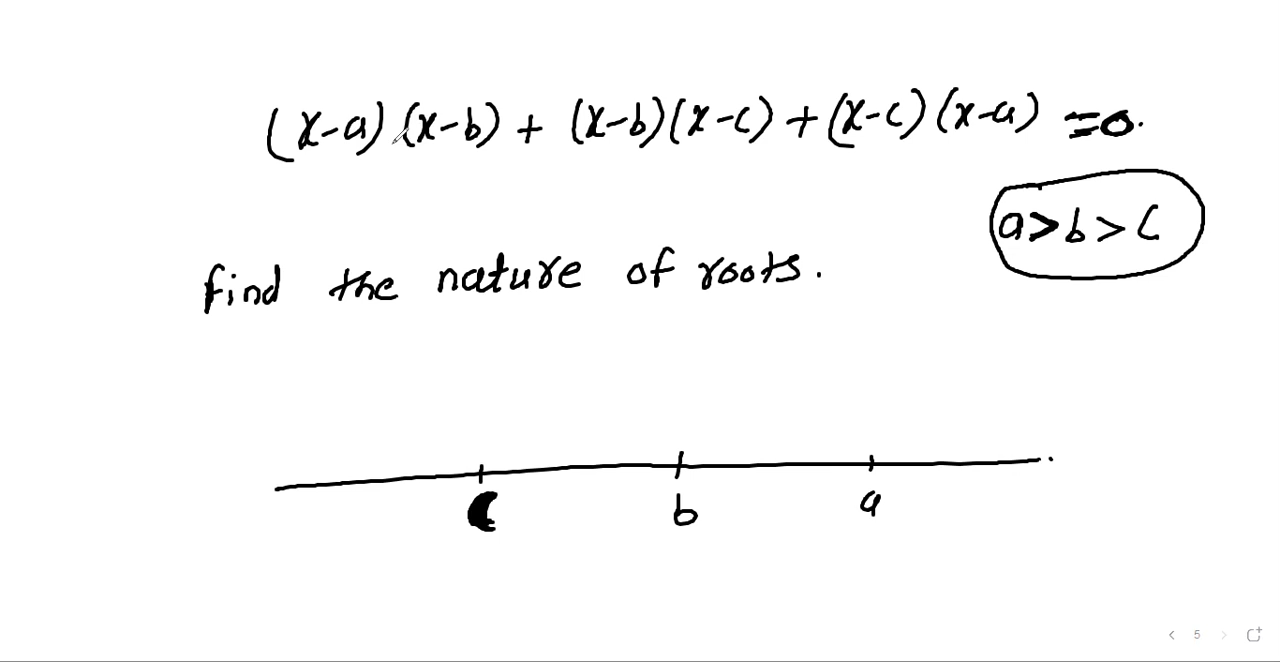 (x-a)(x-b) + (x-b)(x-c) + (x-c)(x-a) = 0.
a > b > c
find the nature of roots.
c b a
< 5 >